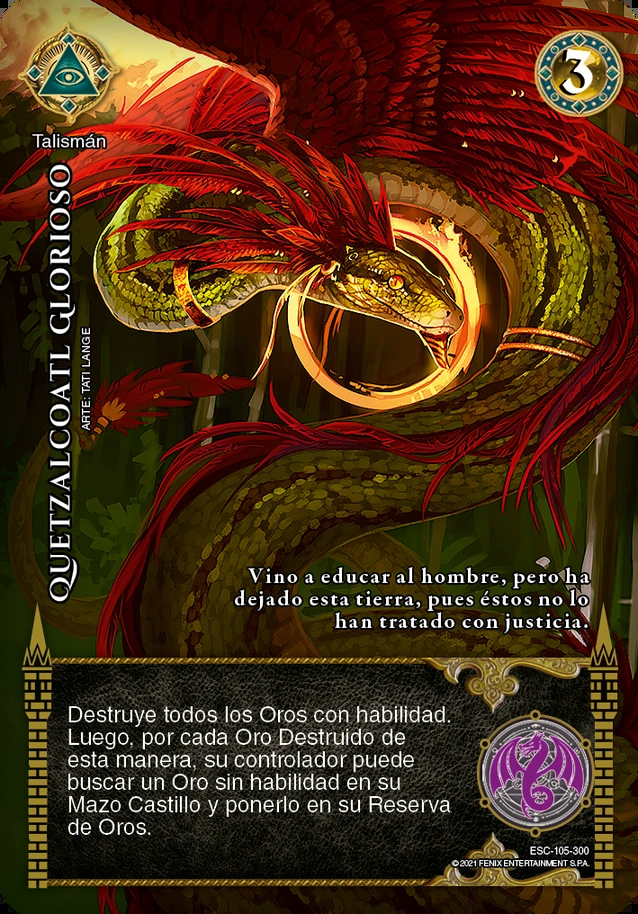 3
Talismán
QUETZALCOATL GLORIOSO
ARTE: TATI LANGE
Vino a educar al hombre, pero ha
dejado esta tierra, pues éstos no lo
han tratado con justicia.
Destruye todos los Oros con habilidad.
Luego, por cada Oro Destruido de
esta manera, su controlador puede
buscar un Oro sin habilidad en su
Mazo Castillo y ponerlo en su Reserva
de Oros.
ESC-105-300
©2021 FENIX ENTERTAINMENT S.P.A.